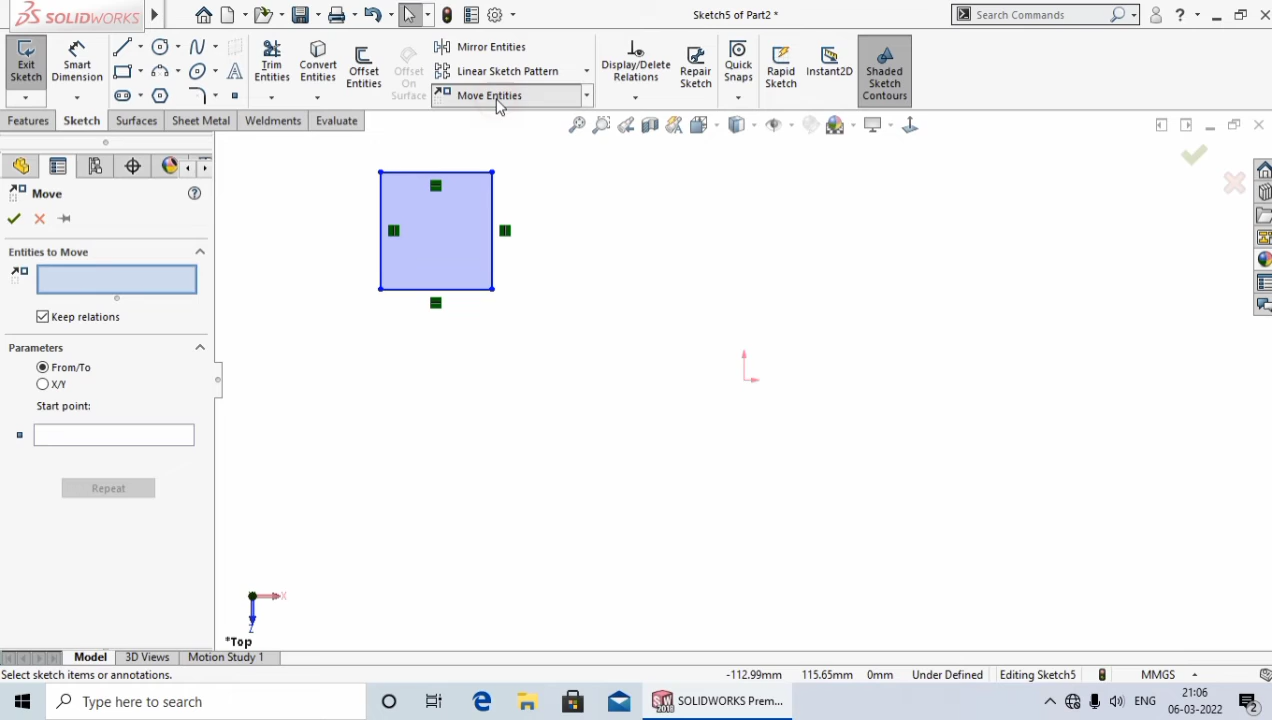 SOLIDWORKS
Sketch5 of Part2 *
Search Commands
?
Exit Sketch
Smart Dimension
Trim Entities
Convert Entities
Offset Entities
Offset On Surface
Mirror Entities
Linear Sketch Pattern
Move Entities
Display/Delete Relations
Repair Sketch
Quick Snaps
Rapid Sketch
Instant2D
Shaded Sketch Contours
Features
Sketch
Surfaces
Sheet Metal
Weldments
Evaluate
Move
Entities to Move
Keep relations
Parameters
From/To
X/Y
Start point:
Repeat
X
Z
*Top
Model
3D Views
Motion Study 1
Select sketch items or annotations.
-112.99mm
115.65mm
0mm
Under Defined
Editing Sketch5
MMGS
Type here to search
SOLIDWORKS Prem...
ENG
21:06
06-03-2022
2